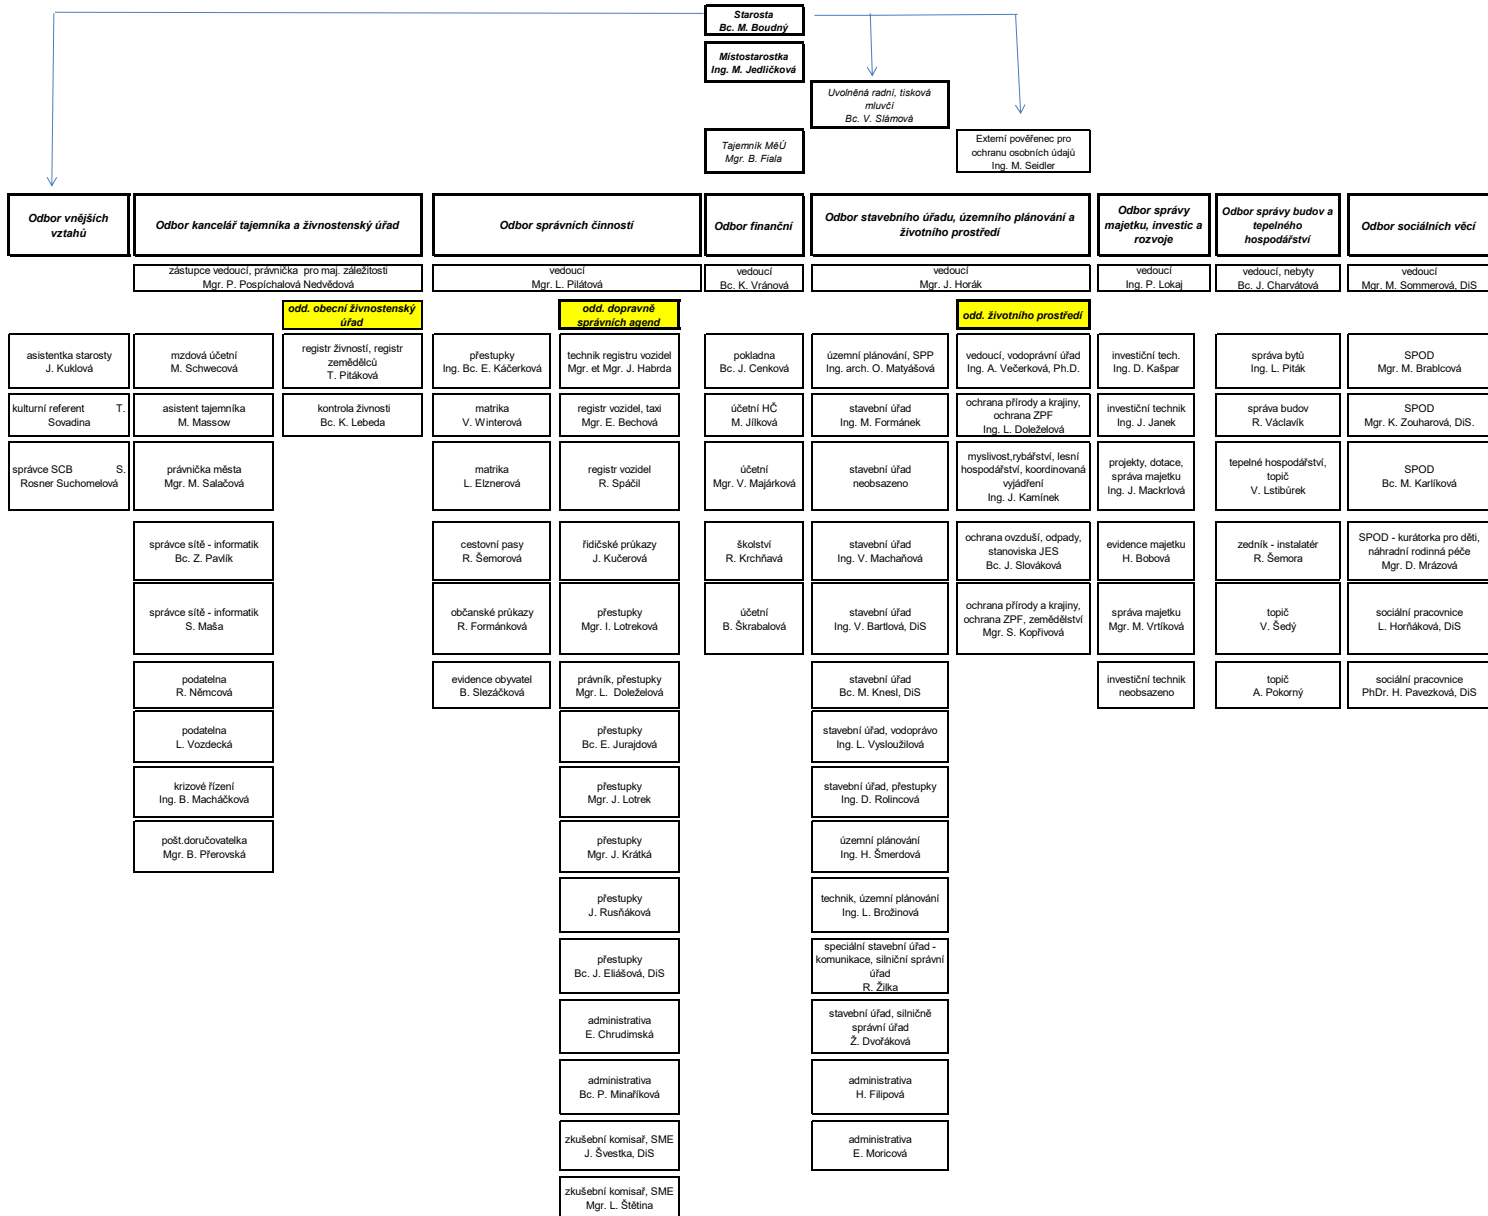 Starosta
Bc. M. Boudný
Místostarostka
Ing. M. Jedličková
Uvolněná radní, tisková
mluvčí
Bc. V. Slámová
Tajemník MěÚ
Mgr. B. Fiala
Externí pověřenec pro
ochranu osobních údajů
Ing. M. Seidler
Odbor vnějších
vztahů
Odbor kancelář tajemníka a živnostenský úřad
Odbor správních činností
Odbor finanční
Odbor stavebního úřadu, územního plánování a
životního prostředí
Odbor správy
majetku, investic a
rozvoje
Odbor správy budov a
tepelného
hospodářství
Odbor sociálních věcí
zástupce vedoucí, právnička pro maj. záležitosti
Mgr. P. Pospíchalová Nedvědová
vedoucí
Mgr. L. Pilátová
vedoucí
Bc. K. Vránová
vedoucí
Mgr. J. Horák
vedoucí
Ing. P. Lokaj
vedoucí, nebyty
Bc. J. Charvátová
vedoucí
Mgr. M. Sommerová, DiS
odd. obecní živnostenský
úřad
odd. dopravně
správních agend
odd. životního prostředí
asistentka starosty
J. Kuklová
mzdová účetní
M. Schwecová
registr živností, registr
zemědělců
T. Pitáková
přestupky
Ing. Bc. E. Káčerková
technik registru vozidel
Mgr. et Mgr. J. Habrda
pokladna
Bc. J. Cenková
územní plánování, SPP
Ing. arch. O. Matyášová
vedoucí, vodoprávní úřad
Ing. A. Večerková, Ph.D.
investiční tech.
Ing. D. Kašpar
správa bytů
Ing. L. Piták
SPOD
Mgr. M. Brablcová
kulturní referent T.
Sovadina
asistent tajemníka
M. Massow
kontrola živnosti
Bc. K. Lebeda
matrika
V. Winterová
registr vozidel, taxi
Mgr. E. Bechová
účetní HČ
M. Jílková
stavební úřad
Ing. M. Formánek
ochrana přírody a krajiny,
ochrana ZPF
Ing. L. Doleželová
investiční technik
Ing. J. Janek
správa budov
R. Václavík
SPOD
Mgr. K. Zouharová, DiS.
správce SCB S.
Rosner Suchomelová
právnička města
Mgr. M. Salačová
matrika
L. Elznerová
registr vozidel
R. Spáčil
účetní
Mgr. V. Majárková
stavební úřad
neobsazeno
myslivost,rybářství, lesní
hospodářství, koordinovaná
vyjádření
Ing. J. Kamínek
projekty, dotace,
správa majetku
Ing. J. Mackrlová
tepelné hospodářství,
topič
V. Lstibůrek
SPOD
Bc. M. Karlíková
správce sítě - informatik
Bc. Z. Pavlík
cestovní pasy
R. Šemorová
řidičské průkazy
J. Kučerová
školství
R. Krchňavá
stavební úřad
Ing. V. Machaňová
ochrana ovzduší, odpady,
stanoviska JES
Bc. J. Slováková
evidence majetku
H. Bobová
zedník - instalatér
R. Šemora
SPOD - kurátorka pro děti,
náhradní rodinná péče
Mgr. D. Mrázová
správce sítě - informatik
S. Maša
občanské průkazy
R. Formánková
přestupky
Mgr. I. Lotreková
účetní
B. Škrabalová
stavební úřad
Ing. V. Bartlová, DiS
ochrana přírody a krajiny,
ochrana ZPF, zemědělství
Mgr. S. Kopřivová
správa majetku
Mgr. M. Vrtíková
topič
V. Šedý
sociální pracovnice
L. Horňáková, DiS
podatelna
R. Němcová
evidence obyvatel
B. Slezáčková
právník, přestupky
Mgr. L. Doleželová
stavební úřad
Bc. M. Knesl, DiS
investiční technik
neobsazeno
topič
A. Pokorný
sociální pracovnice
PhDr. H. Pavezková, DiS
podatelna
L. Vozdecká
přestupky
Bc. E. Jurajdová
stavební úřad, vodoprávo
Ing. L. Vysloužilová
krizové řízení
Ing. B. Macháčková
přestupky
Mgr. J. Lotrek
stavební úřad, přestupky
Ing. D. Rolincová
pošt.doručovatelka
Mgr. B. Přerovská
přestupky
Mgr. J. Krátká
územní plánování
Ing. H. Šmerdová
přestupky
J. Rusňáková
technik, územní plánování
Ing. L. Brožinová
přestupky
Bc. J. Eliášová, DiS
speciální stavební úřad -
komunikace, silniční správní
úřad
R. Žilka
administrativa
E. Chrudimská
stavební úřad, silničně
správní úřad
Ž. Dvořáková
administrativa
Bc. P. Minaříková
administrativa
H. Filipová
zkušební komisař, SME
J. Švestka, DiS
administrativa
E. Moricová
zkušební komisař, SME
Mgr. L. Štětina